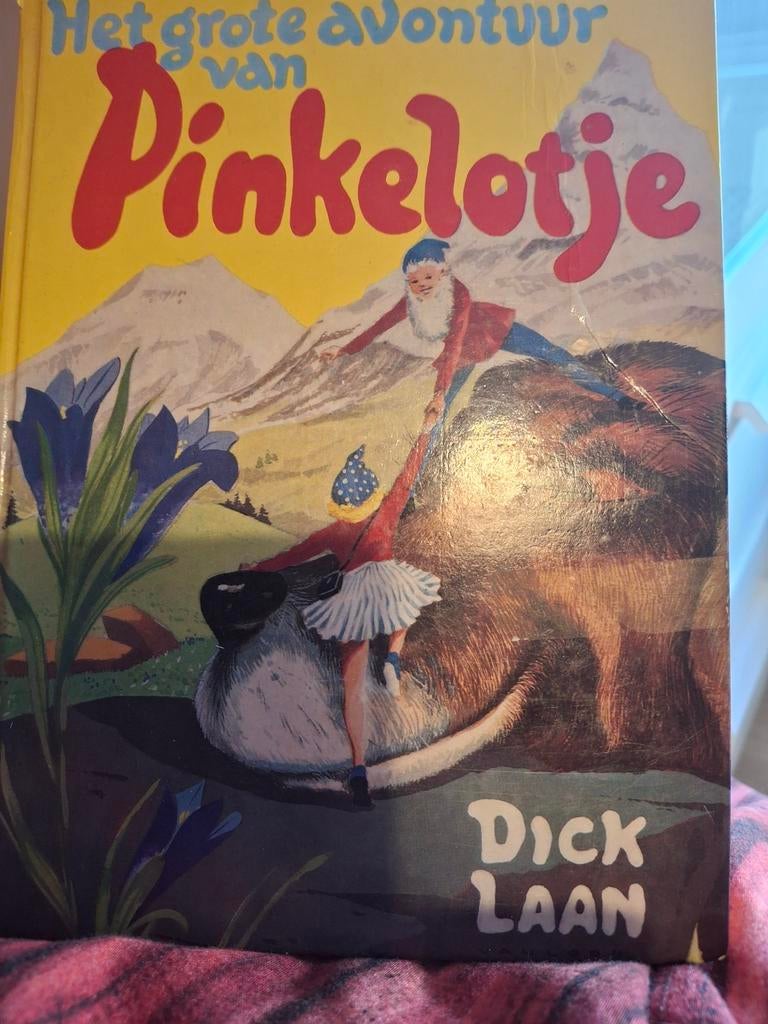 Het grote avontuur
van
Pinkelotje
DICK
LAAN